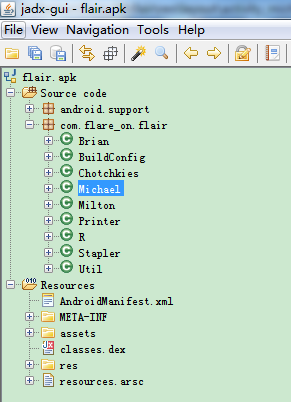 jadx-gui - flair.apk
File View Navigation Tools Help
flair.apk
Source code
android.support
com.flare_on.flair
Brian
BuildConfig
Chotchkies
Michael
Milton
Printer
R
Stapler
Util
Resources
AndroidManifest.xml
META-INF
assets
classes.dex
res
resources.arsc